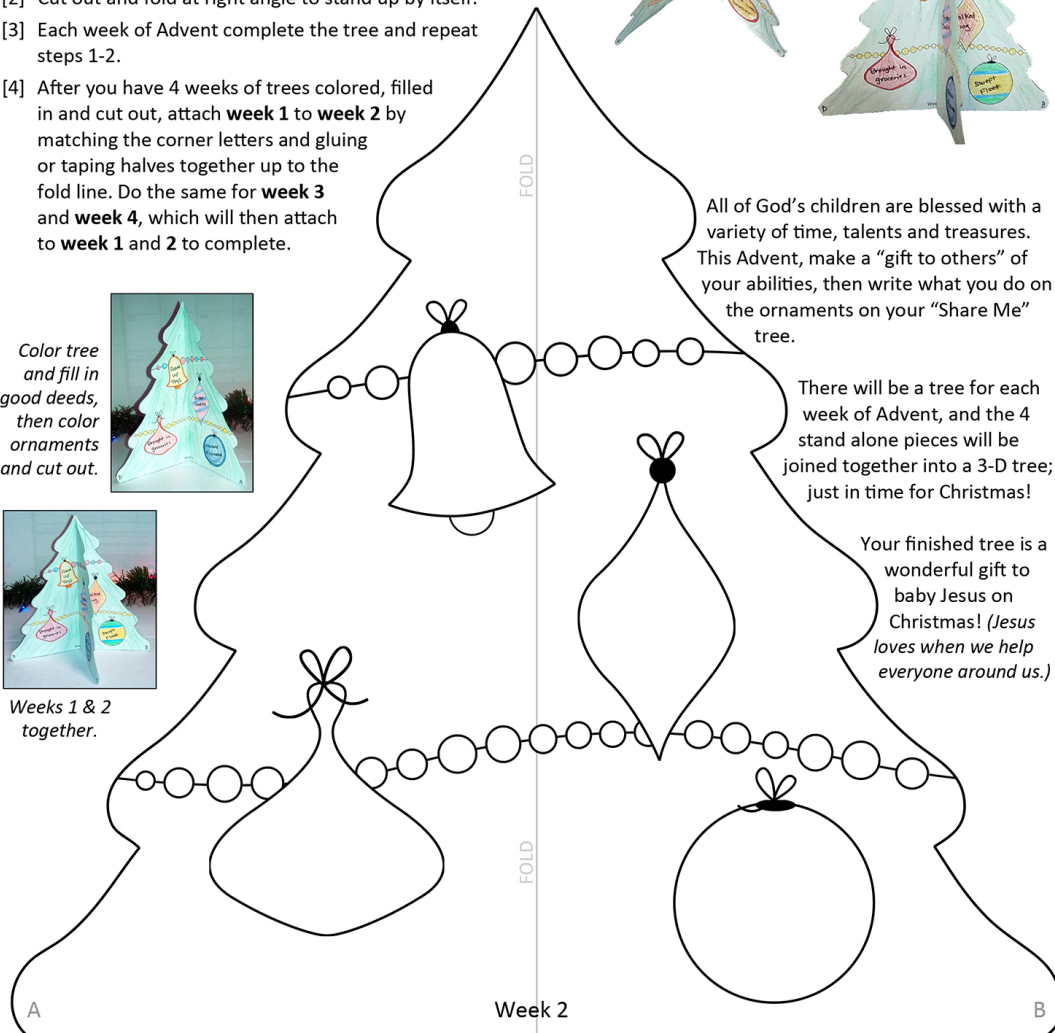 [2] Cut out and fold at right angle to stand up by itself.
[3] Each week of Advent complete the tree and repeat
steps 1-2.
[4] After you have 4 weeks of trees colored, filled
in and cut out, attach week 1 to week 2 by
matching the corner letters and gluing
or taping halves together up to the
fold line. Do the same for week 3
and week 4, which will then attach
to week 1 and 2 to complete.
FOLD
Brought in
groceries
Swept
Floor
D
B
All of God's children are blessed with a
variety of time, talents and treasures.
This Advent, make a “gift to others” of
your abilities, then write what you do on
the ornaments on your “Share Me”
tree.
Color tree
and fill in
good deeds,
then color
ornaments
and cut out.
There will be a tree for each
week of Advent, and the 4
stand alone pieces will be
joined together into a 3-D tree;
just in time for Christmas!
Your finished tree is a
wonderful gift to
baby Jesus on
Christmas! (Jesus
loves when we help
everyone around us.)
Brought in
groceries
Weeks 1 & 2
together.
FOLD
A
Week 2
B